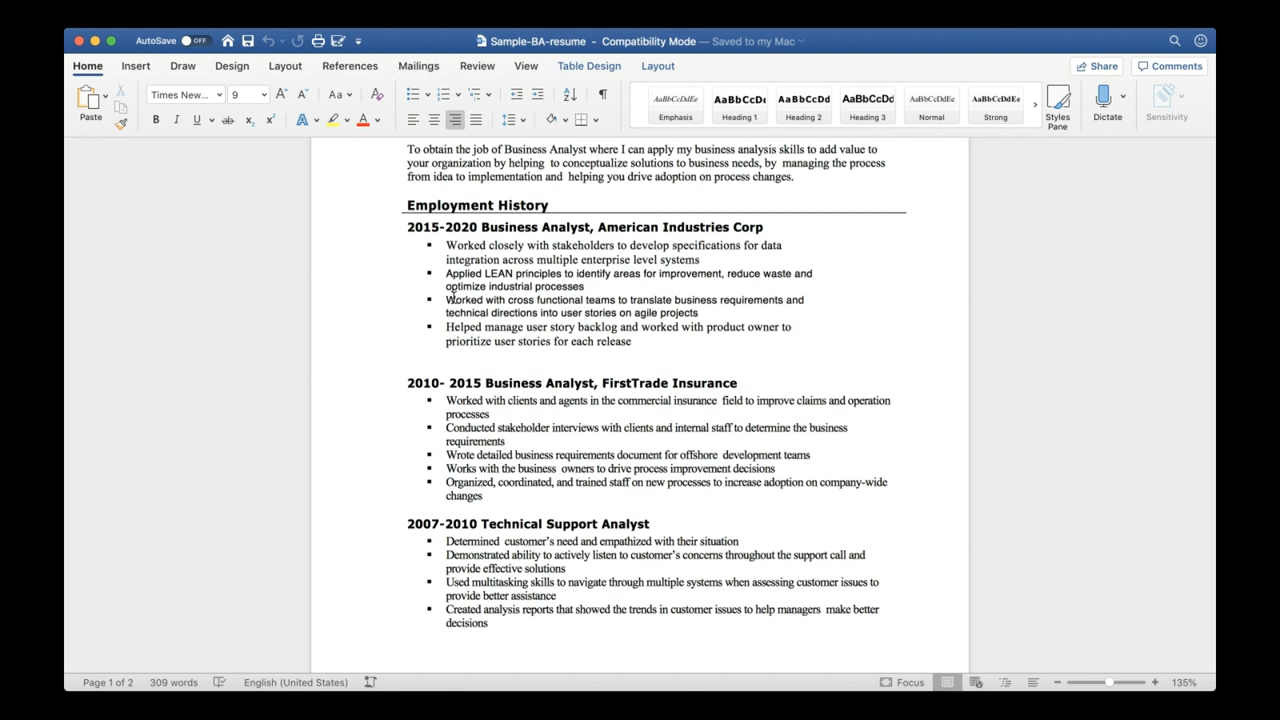 AutoSave OFF Sample-BA-resume - Compatibility Mode — Saved to my Mac
Home Insert Draw Design Layout References Mailings Review View Table Design Layout Share Comments
Times New... 9 Aa
AaBbCcDdEe AaBbCcDc AaBbCcDd AaBbCcDd AaBbCcDdEe AaBbCcDdEe
Paste B I U ab x2 x2 A A Emphasis Heading 1 Heading 2 Heading 3 Normal Strong Styles Pane Dictate Sensitivity
To obtain the job of Business Analyst where I can apply my business analysis skills to add value to
your organization by helping to conceptualize solutions to business needs, by managing the process
from idea to implementation and helping you drive adoption on process changes.
Employment History
2015-2020 Business Analyst, American Industries Corp
▪ Worked closely with stakeholders to develop specifications for data
integration across multiple enterprise level systems
▪ Applied LEAN principles to identify areas for improvement, reduce waste and
optimize industrial processes
▪ Worked with cross functional teams to translate business requirements and
technical directions into user stories on agile projects
▪ Helped manage user story backlog and worked with product owner to
prioritize user stories for each release
2010- 2015 Business Analyst, FirstTrade Insurance
▪ Worked with clients and agents in the commercial insurance field to improve claims and operation
processes
▪ Conducted stakeholder interviews with clients and internal staff to determine the business
requirements
▪ Wrote detailed business requirements document for offshore development teams
▪ Works with the business owners to drive process improvement decisions
▪ Organized, coordinated, and trained staff on new processes to increase adoption on company-wide
changes
2007-2010 Technical Support Analyst
▪ Determined customer's need and empathized with their situation
▪ Demonstrated ability to actively listen to customer's concerns throughout the support call and
provide effective solutions
▪ Used multitasking skills to navigate through multiple systems when assessing customer issues to
provide better assistance
▪ Created analysis reports that showed the trends in customer issues to help managers make better
decisions
Page 1 of 2 309 words English (United States) Focus 135%